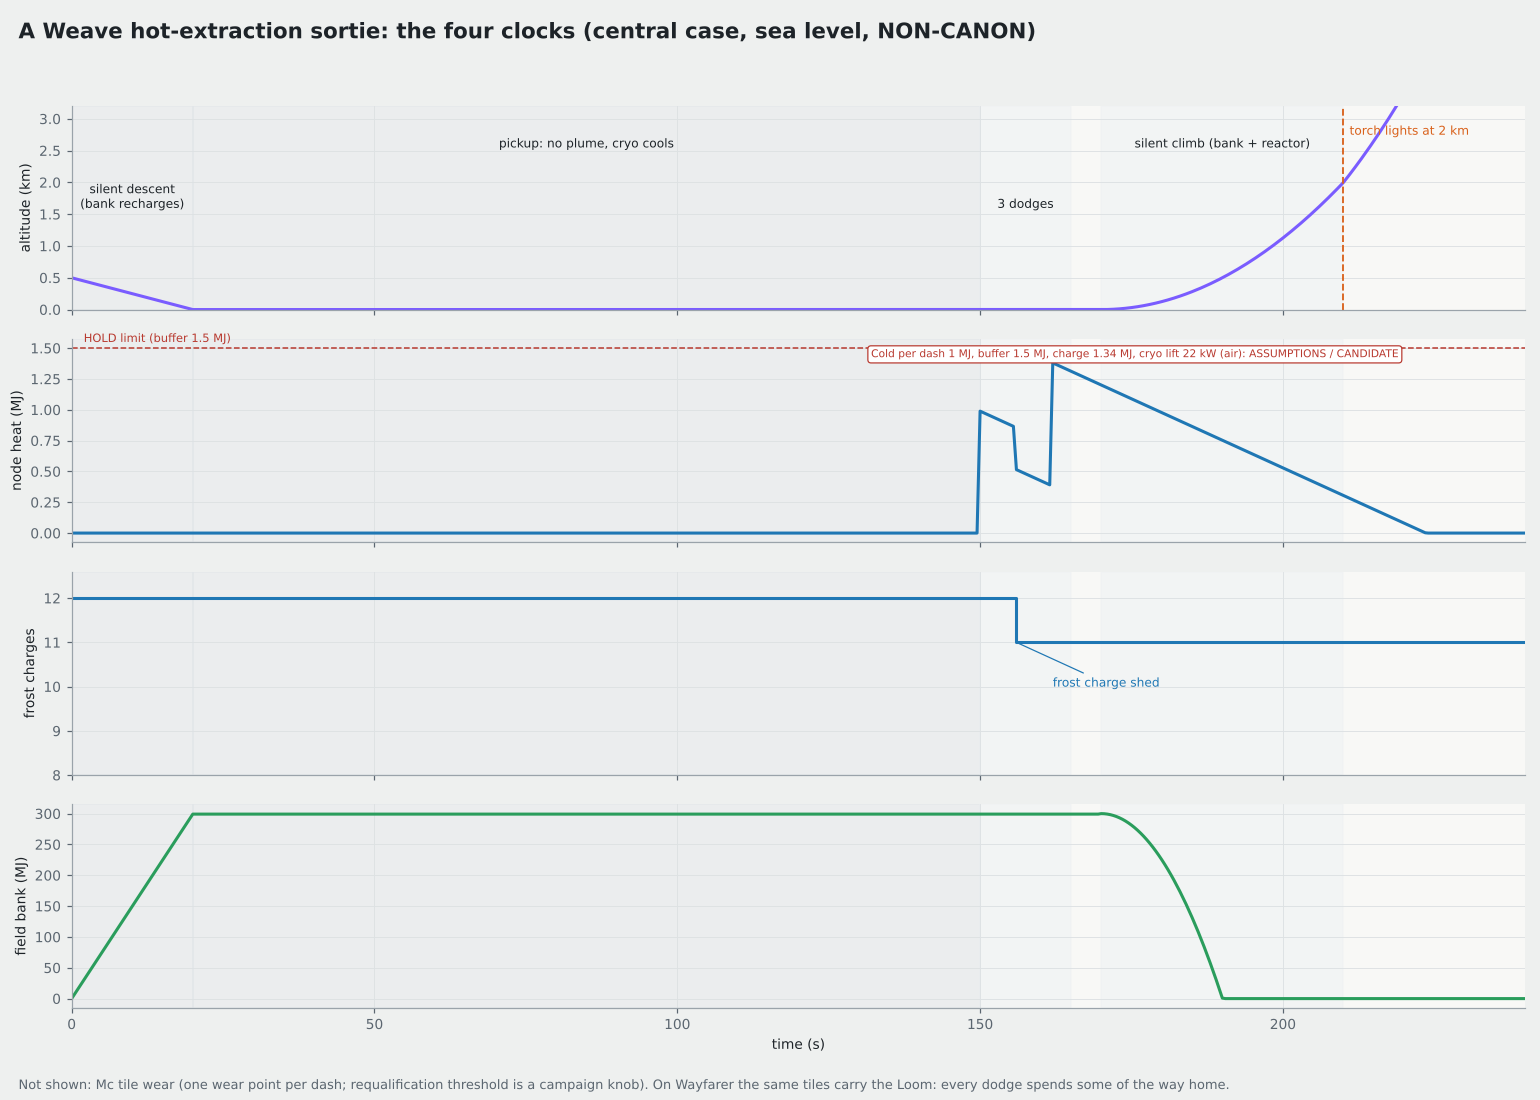 A Weave hot-extraction sortie: the four clocks (central case, sea level, NON-CANON)
altitude (km)
3.0
2.5
2.0
1.5
1.0
0.5
0.0
silent descent
(bank recharges)
pickup: no plume, cryo cools
3 dodges
silent climb (bank + reactor)
torch lights at 2 km
node heat (MJ)
1.50
1.25
1.00
0.75
0.50
0.25
0.00
HOLD limit (buffer 1.5 MJ)
Cold per dash 1 MJ, buffer 1.5 MJ, charge 1.34 MJ, cryo lift 22 kW (air): ASSUMPTIONS / CANDIDATE
frost charges
12
11
10
9
8
frost charge shed
field bank (MJ)
300
250
200
150
100
50
0
0
50
100
150
200
time (s)
Not shown: Mc tile wear (one wear point per dash; requalification threshold is a campaign knob). On Wayfarer the same tiles carry the Loom: every dodge spends some of the way home.